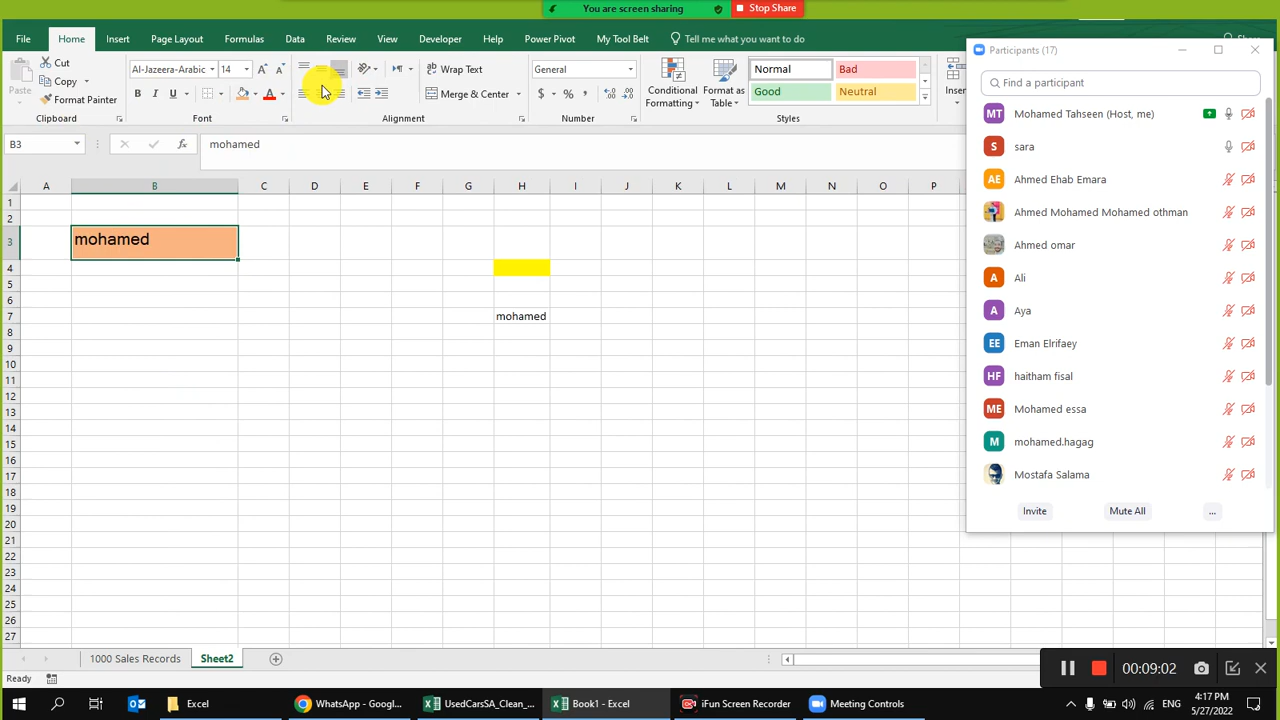 You are screen sharing
Stop Share
File Home Insert Page Layout Formulas Data Review View Developer Help Power Pivot My Tool Belt Tell me what you want to do
Cut
Copy
Format Painter
Paste
Clipboard
Al-Jazeera-Arabic 14
B I U
Font
Wrap Text
Merge & Center
Alignment
General
$ % ,
Number
Conditional Formatting
Format as Table
Normal Bad
Good Neutral
Styles
B3
mohamed
A B C D E F G H I J K L M N O P
1
2
3 mohamed
4
5
6
7 mohamed
8
9
10
11
12
13
14
15
16
17
18
19
20
21
22
23
24
25
26
27
1000 Sales Records Sheet2
Ready
Participants (17)
Find a participant
MT Mohamed Tahseen (Host, me)
S sara
AE Ahmed Ehab Emara
Ahmed Mohamed Mohamed othman
Ahmed omar
A Ali
A Aya
EE Eman Elrifaey
HF haitham fisal
ME Mohamed essa
M mohamed.hagag
Mostafa Salama
Invite Mute All ...
00:09:02
Excel
WhatsApp - Googl...
UsedCarsSA_Clean_...
Book1 - Excel
iFun Screen Recorder
Meeting Controls
ENG
4:17 PM
5/27/2022